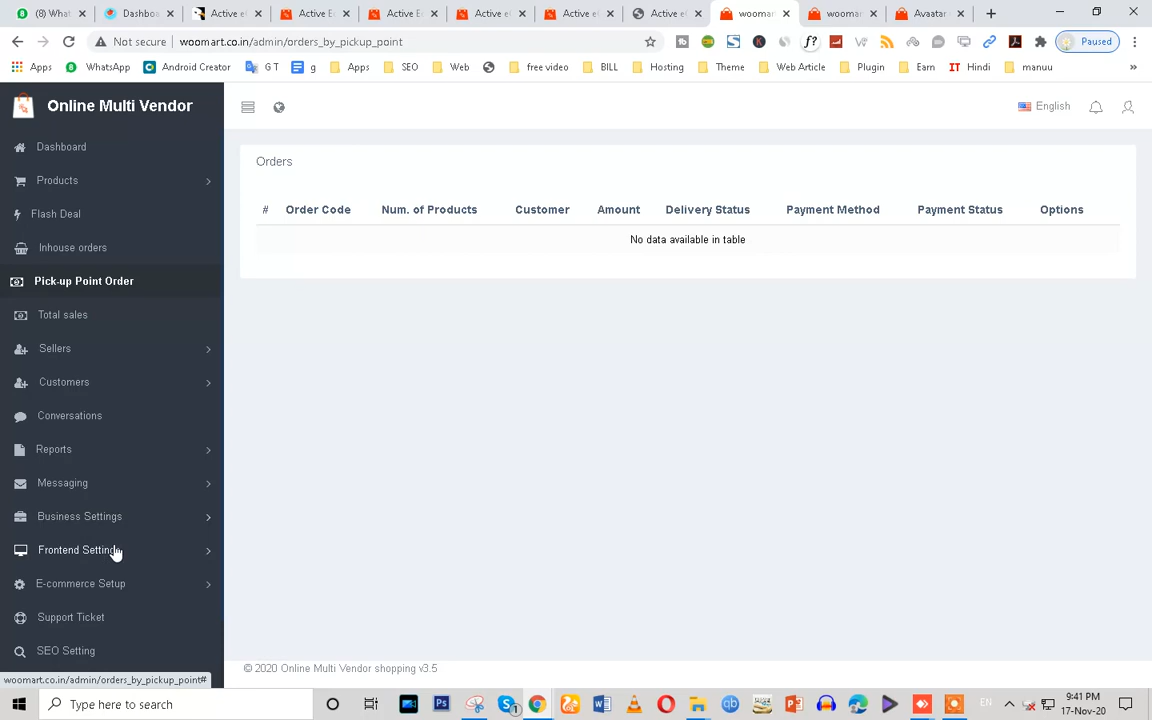 (8) What
Dashboa
Active e
Active E
Active E
Active e
Active e
Active e
woomar
woomar
Avaatar
Not secure
woomart.co.in/admin/orders_by_pickup_point
Paused
Apps
WhatsApp
Android Creator
G T
g
Apps
SEO
Web
free video
BILL
Hosting
Theme
Web Article
Plugin
Earn
Hindi
manuu
Online Multi Vendor
English
Dashboard
Products
Flash Deal
Inhouse orders
Pick-up Point Order
Total sales
Sellers
Customers
Conversations
Reports
Messaging
Business Settings
Frontend Settings
E-commerce Setup
Support Ticket
SEO Setting
Orders
# Order Code Num. of Products Customer Amount Delivery Status Payment Method Payment Status Options
No data available in table
© 2020 Online Multi Vendor shopping v3.5
woomart.co.in/admin/orders_by_pickup_point#
Type here to search
EN
9:41 PM
17-Nov-20